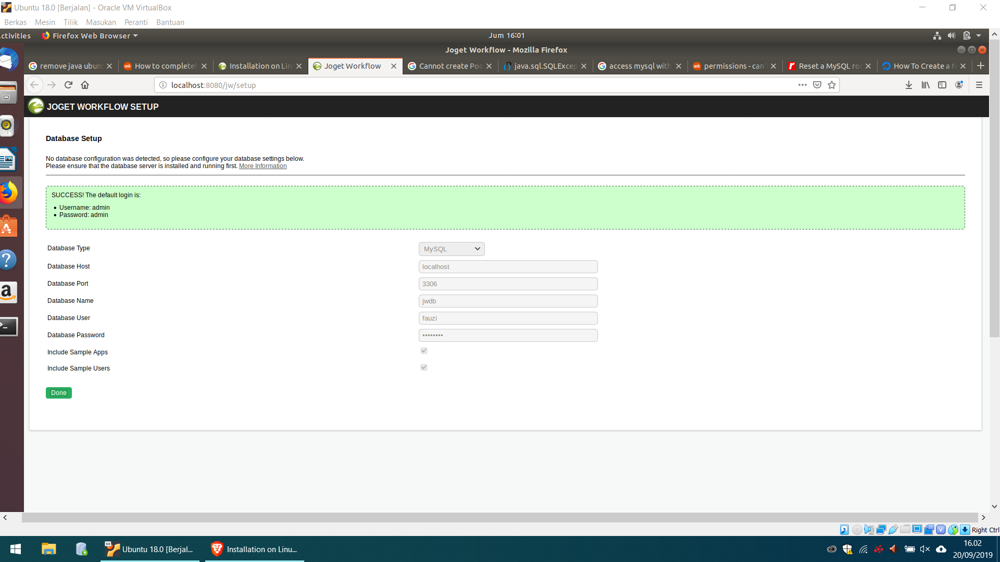 Ubuntu 18.0 [Berjalan] - Oracle VM VirtualBox
Berkas Mesin Tilik Masukan Peranti Bantuan
ctivities Firefox Web Browser Jum 16:01
Joget Workflow - Mozilla Firefox
remove java ubun How to completel Installation on Lin Joget Workflow Cannot create Poo java.sql.SQLExcep access mysql with permissions - can' Reset a MySQL ro How To Create a N
localhost:8080/jw/setup
JOGET WORKFLOW SETUP
Database Setup
No database configuration was detected, so please configure your database settings below.
Please ensure that the database server is installed and running first. More Information
SUCCESS! The default login is:
• Username: admin
• Password: admin
Database Type MySQL
Database Host localhost
Database Port 3306
Database Name jwdb
Database User fauzi
Database Password ••••••••
Include Sample Apps
Include Sample Users
Done
Right Ctrl
64 Ubuntu 18.0 [Berjal... Installation on Linu... 16.02
20/09/2019